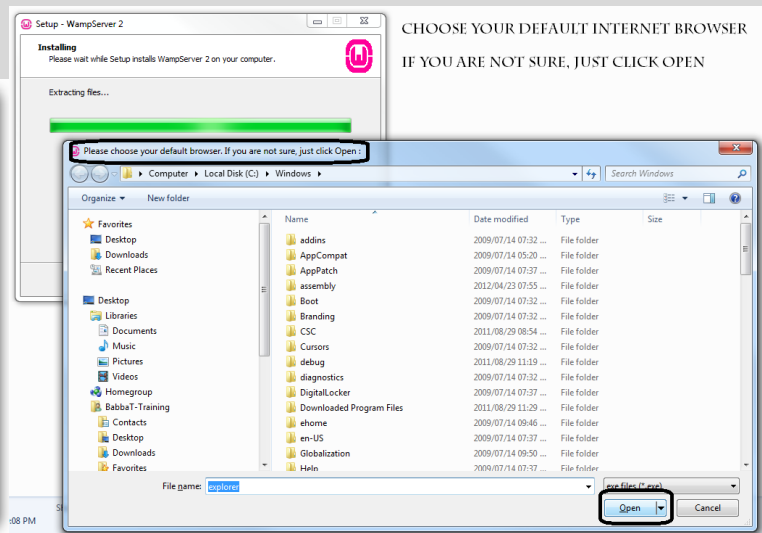 Setup - WampServer 2
CHOOSE YOUR DEFAULT INTERNET BROWSER
IF YOU ARE NOT SURE, JUST CLICK OPEN
Installing
Please wait while Setup installs WampServer 2 on your computer.
Extracting files...
Please choose your default browser. If you are not sure, just click Open :
Computer Local Disk (C:) Windows
Search Windows
Organize New folder
Name Date modified Type Size
Favorites
Desktop
Downloads
Recent Places
Desktop
Libraries
Documents
Music
Pictures
Videos
Homegroup
BabbaT-Training
Contacts
Desktop
Downloads
Favorites
addins 2009/07/14 07:32 ... File folder
AppCompat 2009/07/14 05:20 ... File folder
AppPatch 2009/07/14 07:37 ... File folder
assembly 2012/04/23 07:55 ... File folder
Boot 2009/07/14 07:32 ... File folder
Branding 2009/07/14 07:32 ... File folder
CSC 2011/08/29 08:54 ... File folder
Cursors 2009/07/14 07:32 ... File folder
debug 2011/08/29 11:19 ... File folder
diagnostics 2009/07/14 07:32 ... File folder
DigitalLocker 2009/07/14 07:37 ... File folder
Downloaded Program Files 2011/08/29 11:29 ... File folder
ehome 2009/07/14 09:46 ... File folder
en-US 2009/07/14 07:37 ... File folder
Globalization 2009/07/14 09:50 ... File folder
Help 2009/07/14 07:37 ... File folder
File name: explorer
exe files (*.exe)
Open Cancel
:08 PM